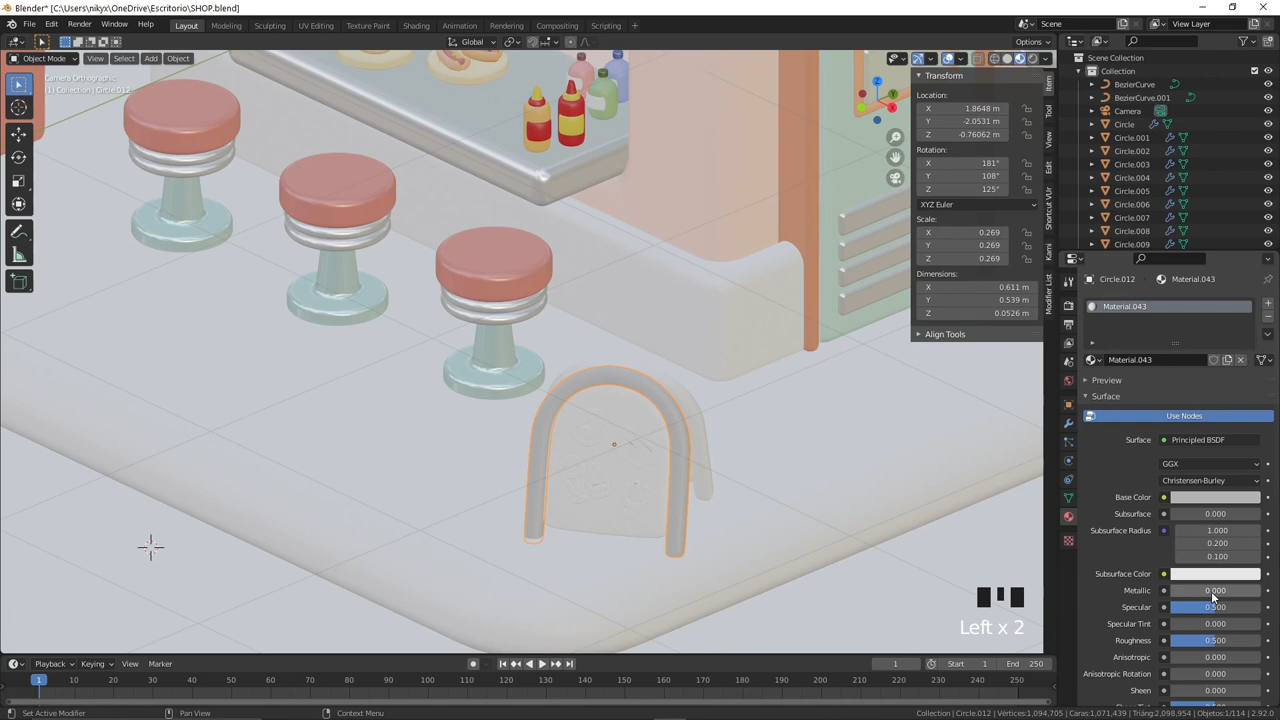 Blender* [C:\Users\nikyx\OneDrive\Escritorio\SHOP.blend]
File Edit Render Window Help Layout Modeling Sculpting UV Editing Texture Paint Shading Animation Rendering Compositing Scripting + Scene View Layer
Global Options
Object Mode View Select Add Object
Camera Orthographic
(1) Collection | Circle.012
Transform
Location:
X 1.8648 m
Y -2.0531 m
Z -0.76062 m
Rotation:
X 181°
Y 108°
Z 125°
XYZ Euler
Scale:
X 0.269
Y 0.269
Z 0.269
Dimensions:
X 0.611 m
Y 0.539 m
Z 0.0526 m
Align Tools
Item
Tool
View
Edit
Shortcut VUr
Kami
Modifier List
Scene Collection
Collection
BezierCurve
BezierCurve.001
Camera
Circle
Circle.001
Circle.002
Circle.003
Circle.004
Circle.005
Circle.006
Circle.007
Circle.008
Circle.009
Circle.012 Material.043
Material.043
Material.043
Preview
Surface
Use Nodes
Surface Principled BSDF
GGX
Christensen-Burley
Base Color
Subsurface 0.000
Subsurface Radius 1.000
0.200
0.100
Subsurface Color
Metallic 0.000
Specular 0.500
Specular Tint 0.000
Roughness 0.500
Anisotropic 0.000
Anisotropic Rotation 0.000
Sheen 0.000
Left x 2
Playback Keying View Marker 1 Start 1 End 250
1 10 20 30 40 50 60 70 80 90 100 110 120 130 140 150 160 170 180 190 200 210 220 230 240 250
Set Active Modifier Pan View Context Menu Collection | Circle.012 | Vértices:1,094,705 | Caras:1,071,439 | Triáng:2,098,954 | Objetos:1/114 | 2.92.0